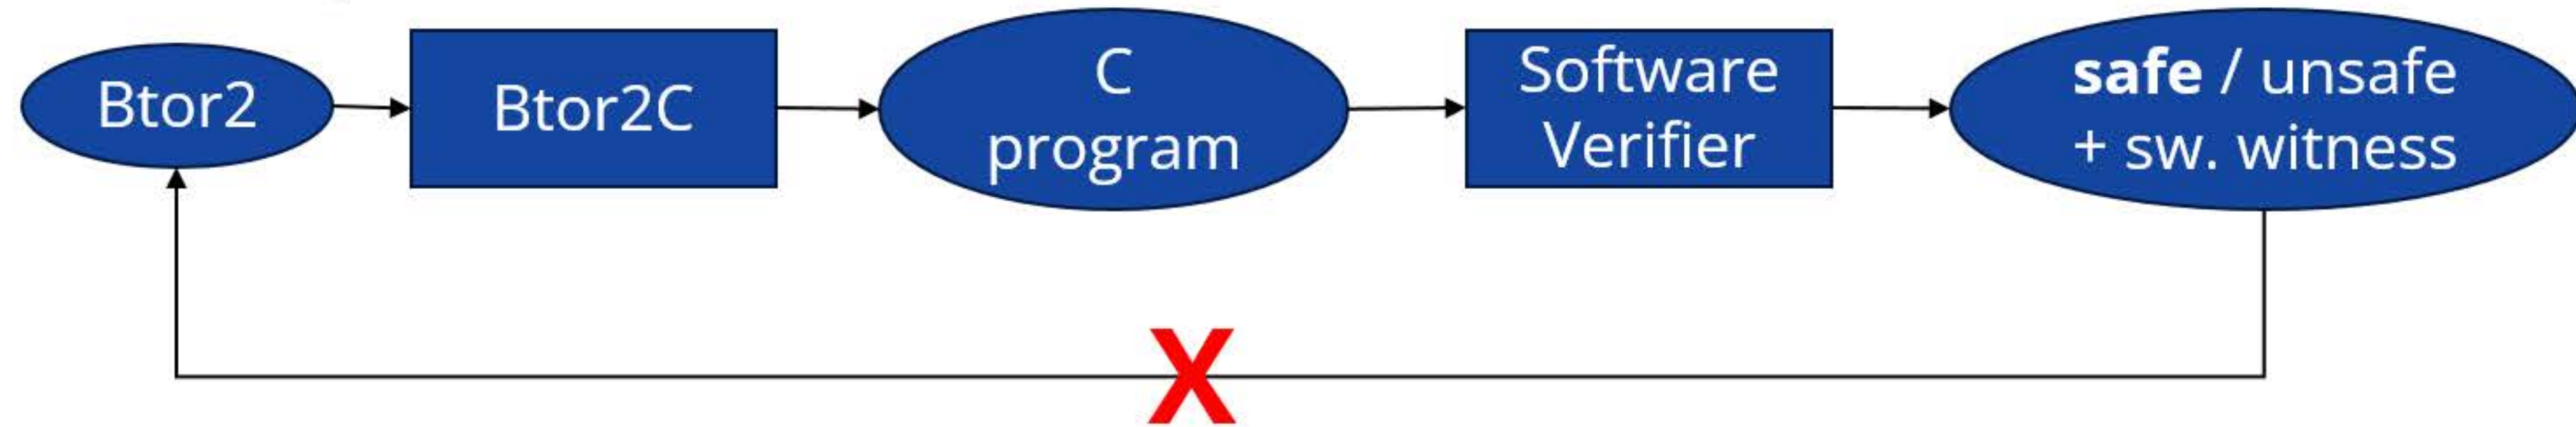 Btor2
Btor2C
C
program
Software
Verifier
safe / unsafe
+ sw. witness
X